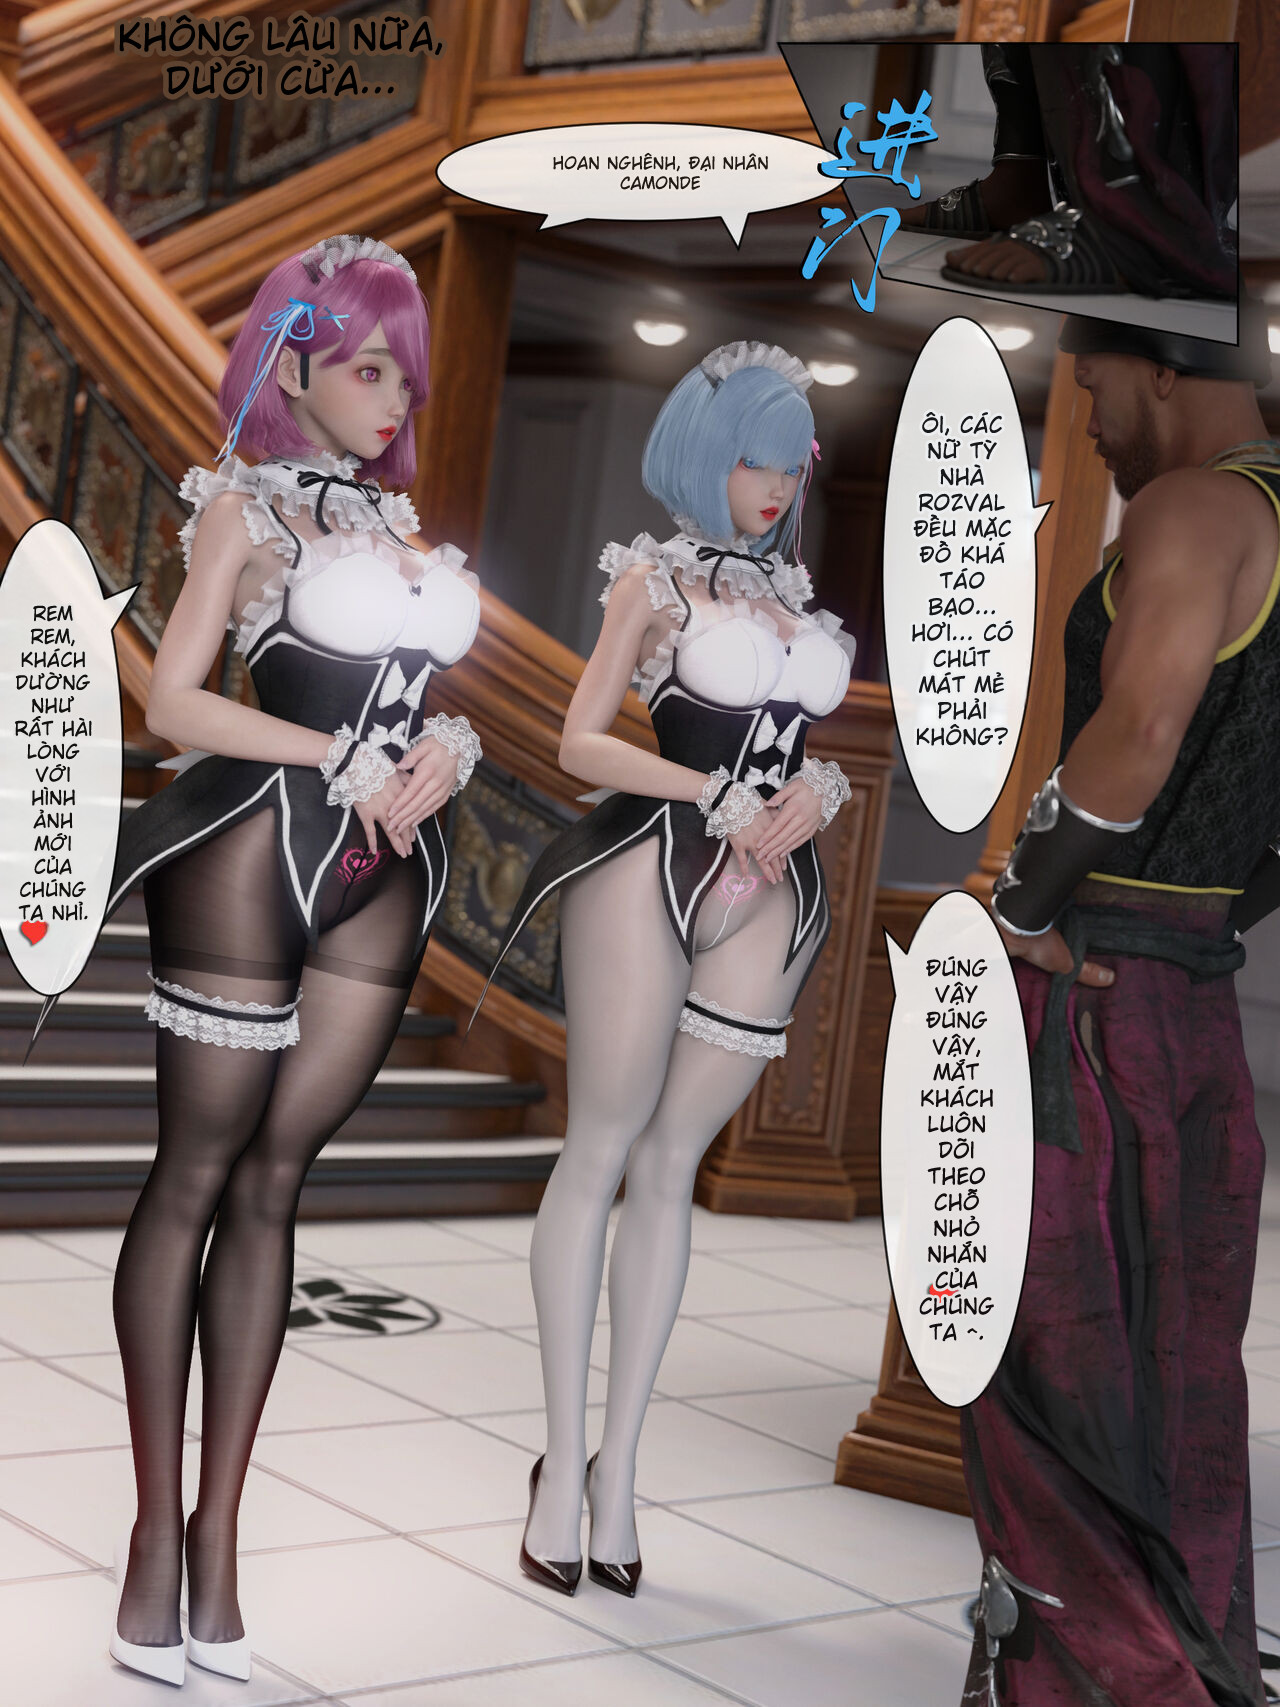 KHÔNG LÂU NỮA,
DƯỚI CỬA...
HOAN NGHÊNH, ĐẠI NHÂN
CAMONDE
进
门
ÔI, CÁC
NỮ TỲ
NHÀ
ROZVAL
ĐỀU MẶC
ĐỒ KHÁ
TÁO
BẠO...
HƠI... CÓ
CHÚT
MÁT MẺ
PHẢI
KHÔNG?
REM
REM,
KHÁCH
DƯỜNG
NHƯ
RẤT HÀI
LÒNG
VỚI
HÌNH
ẢNH
MỚI
CỦA
CHÚNG
TA NHỈ.
ĐÚNG
VẬY
ĐÚNG
VẬY,
MẮT
KHÁCH
LUÔN
DÕI
THEO
CHỖ
NHỎ
NHẮN
CỦA
CHÚNG
TA ~.